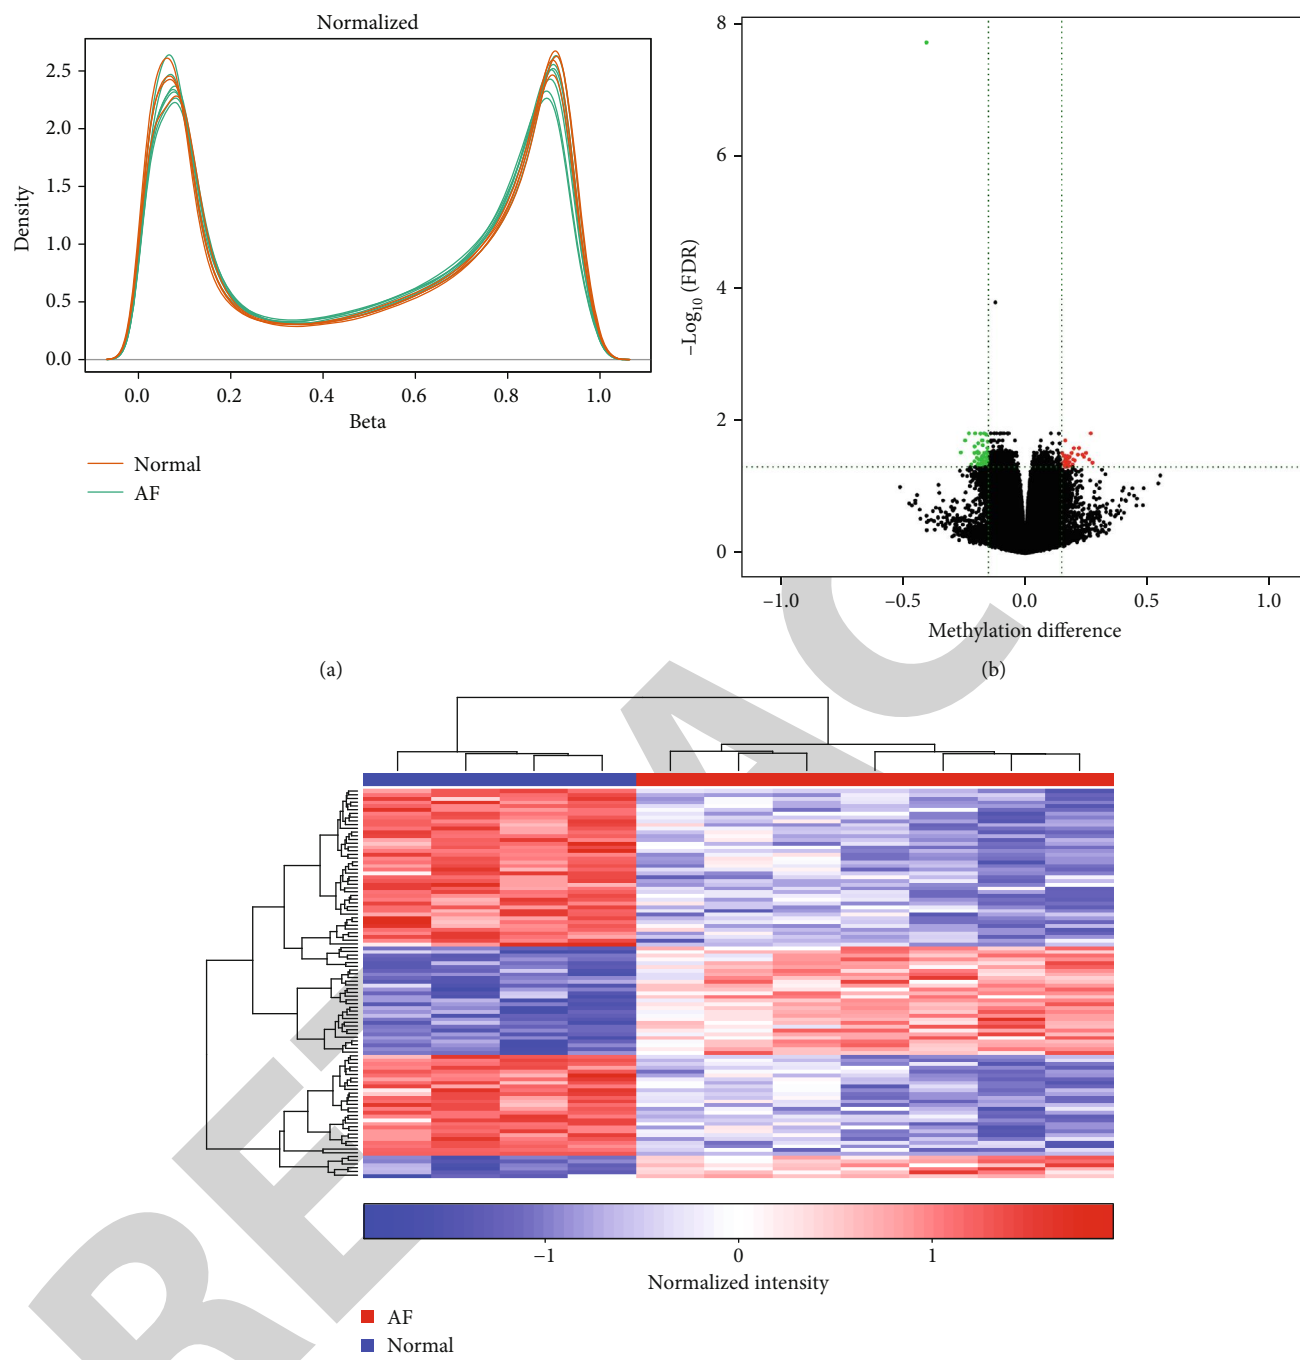 Normalized
2.5
2.0
1.5
1.0
0.5
0.0
Density
0.0 0.2 0.4 0.6 0.8 1.0
Beta
Normal
AF
(a)
8
6
4
2
0
–Log10 (FDR)
–1.0 –0.5 0.0 0.5 1.0
Methylation difference
(b)
–1 0 1
Normalized intensity
AF
Normal